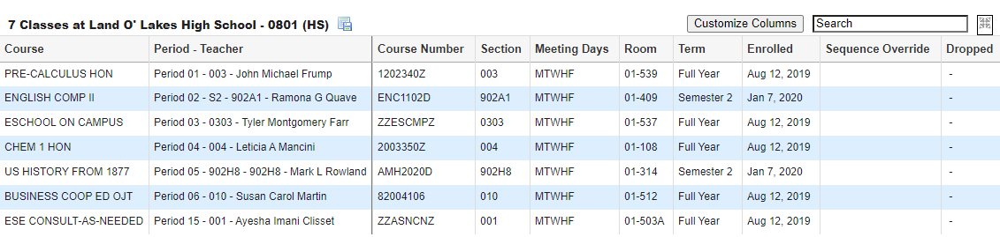 7 Classes at Land O' Lakes High School - 0801 (HS) Customize Columns Search
Course Period - Teacher Course Number Section Meeting Days Room Term Enrolled Sequence Override Dropped
PRE-CALCULUS HON Period 01 - 003 - John Michael Frump 1202340Z 003 MTWHF 01-539 Full Year Aug 12, 2019 -
ENGLISH COMP II Period 02 - S2 - 902A1 - Ramona G Quave ENC1102D 902A1 MTWHF 01-409 Semester 2 Jan 7, 2020 -
ESCHOOL ON CAMPUS Period 03 - 0303 - Tyler Montgomery Farr ZZESCMPZ 0303 MTWHF 01-537 Full Year Aug 12, 2019 -
CHEM 1 HON Period 04 - 004 - Leticia A Mancini 2003350Z 004 MTWHF 01-108 Full Year Aug 12, 2019 -
US HISTORY FROM 1877 Period 05 - 902H8 - 902H8 - Mark L Rowland AMH2020D 902H8 MTWHF 01-314 Semester 2 Jan 7, 2020 -
BUSINESS COOP ED OJT Period 06 - 010 - Susan Carol Martin 82004106 010 MTWHF 01-512 Full Year Aug 12, 2019 -
ESE CONSULT-AS-NEEDED Period 15 - 001 - Ayesha Imani Clisset ZZASNCNZ 001 MTWHF 01-503A Full Year Aug 12, 2019 -